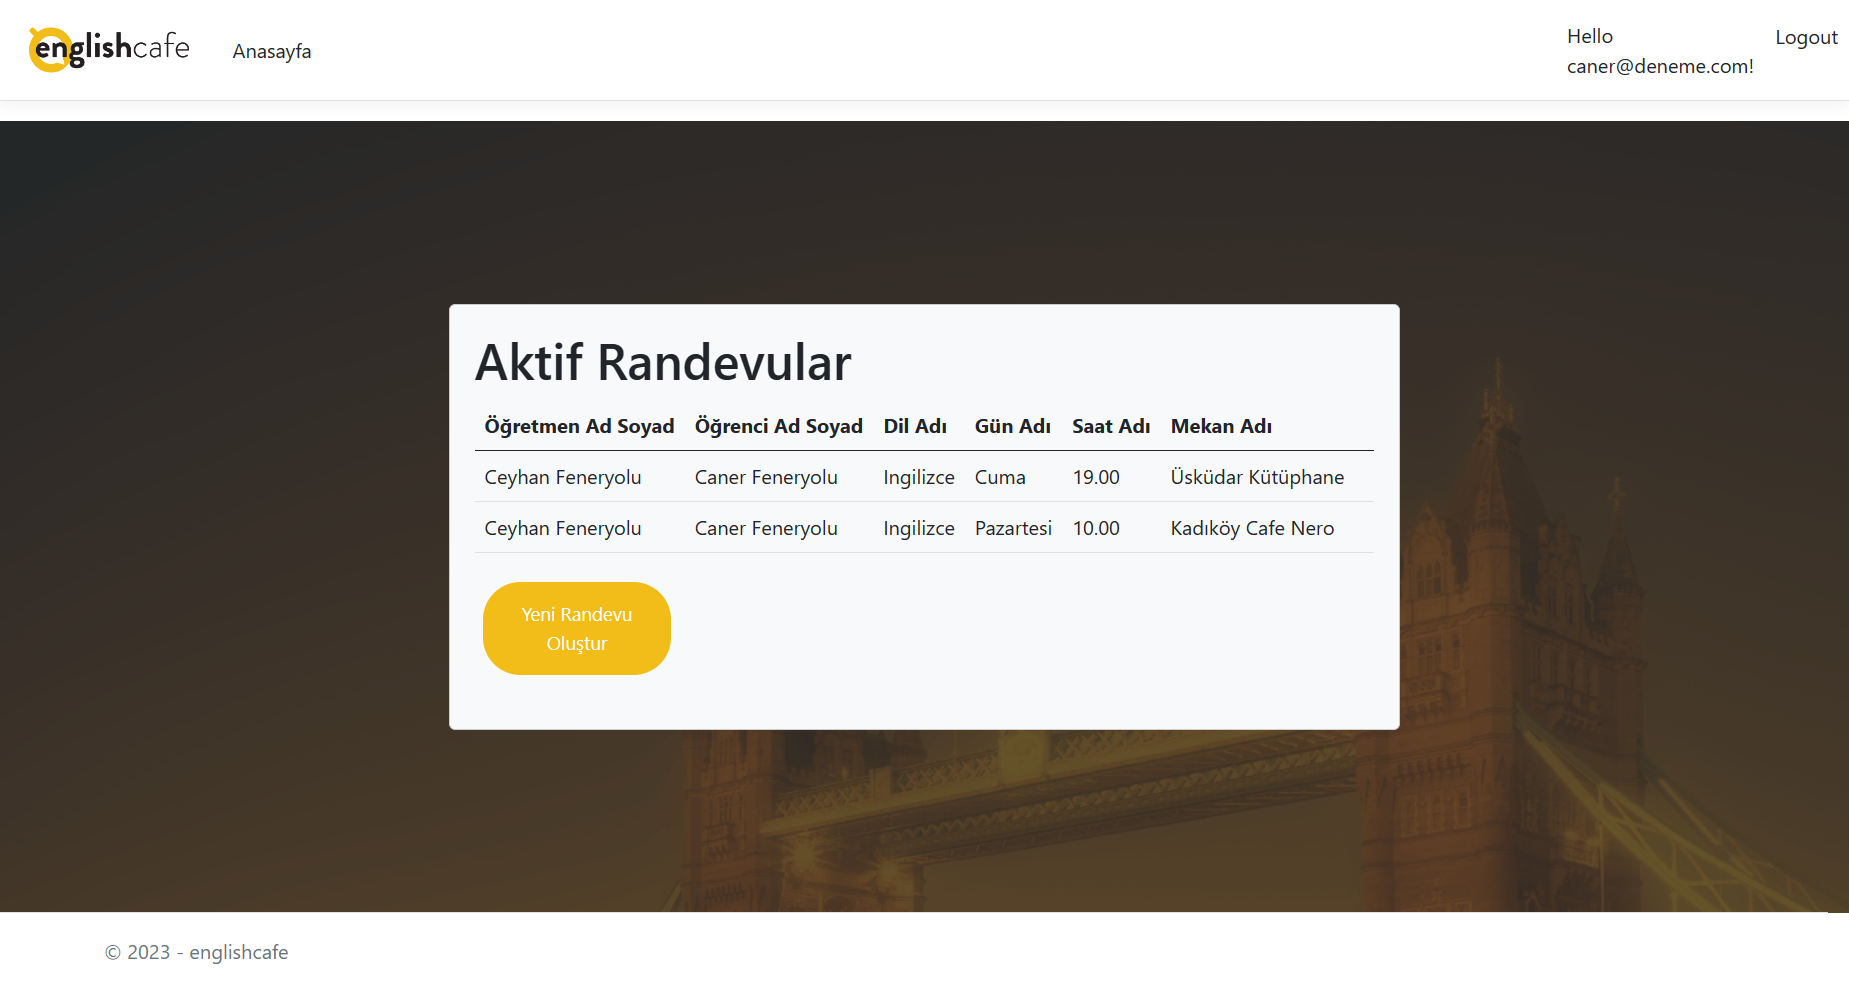 englishcafe
Anasayfa
Hello
caner@deneme.com!
Logout
Aktif Randevular
Öğretmen Ad Soyad Öğrenci Ad Soyad Dil Adı Gün Adı Saat Adı Mekan Adı
Ceyhan Feneryolu Caner Feneryolu Ingilizce Cuma 19.00 Üsküdar Kütüphane
Ceyhan Feneryolu Caner Feneryolu Ingilizce Pazartesi 10.00 Kadıköy Cafe Nero
Yeni Randevu
Oluştur
© 2023 - englishcafe